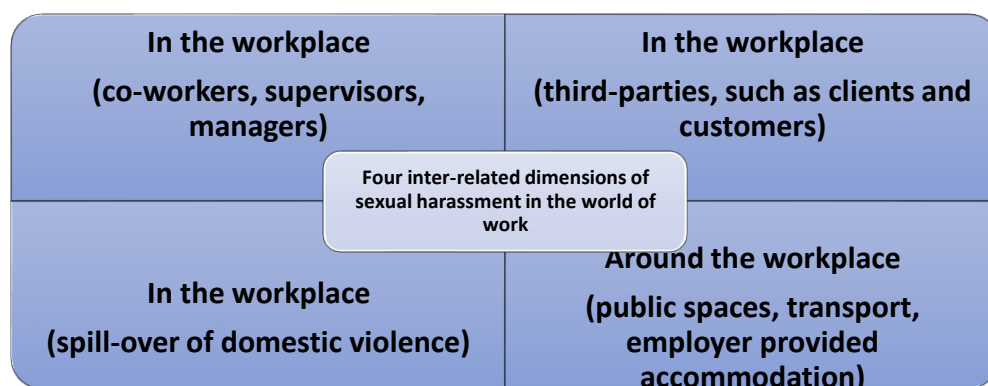 In the workplace
(co-workers, supervisors,
managers)
In the workplace
(third-parties, such as clients and
customers)
Four inter-related dimensions of
sexual harassment in the world of
work
In the workplace
(spill-over of domestic violence)
Around the workplace
(public spaces, transport,
employer provided
accommodation)